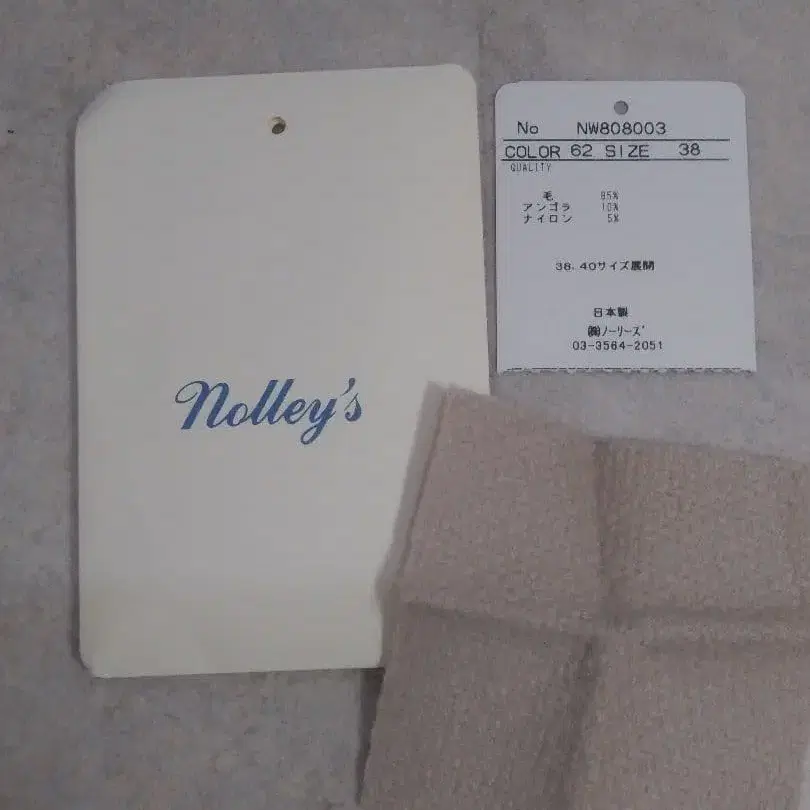 Nolley's
No NW808003
COLOR 62 SIZE 38
QUALITY
毛 85%
アンゴラ 10%
ナイロン 5%
38.40サイズ展開
日本製
㈱ノーリーズ
03-3564-2051